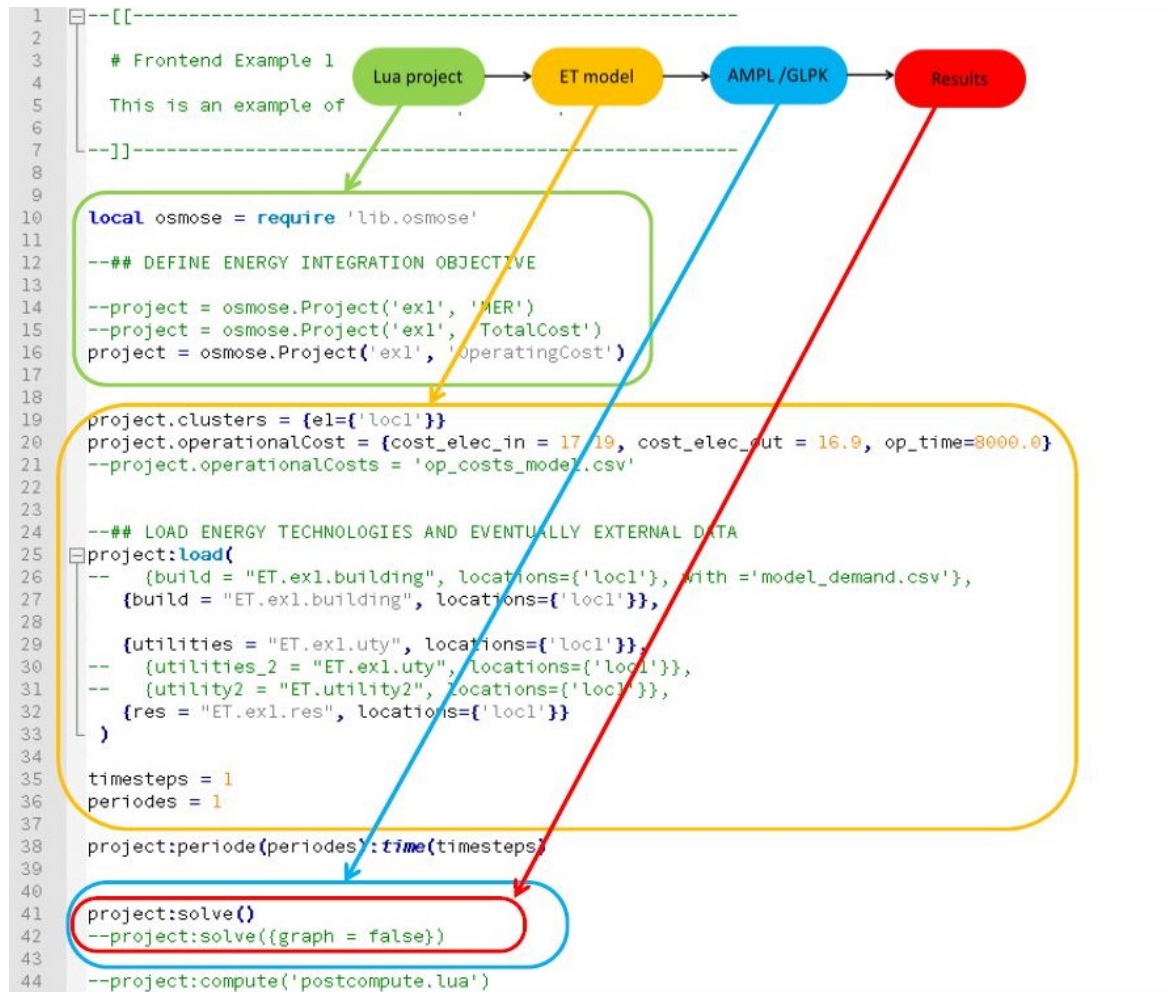 1 --[[----------------------------------------------------------------
2
3 # Frontend Example 1
4
5 This is an example of
6
7 --]]----------------------------------------------------------------
Lua project
ET model
AMPL /GLPK
Results
8
9
10 local osmose = require 'lib.osmose'
11
12 --## DEFINE ENERGY INTEGRATION OBJECTIVE
13
14 --project = osmose.Project('ex1', 'MER')
15 --project = osmose.Project('ex1', 'TotalCost')
16 project = osmose.Project('ex1', 'OperatingCost')
17
18
19 project.clusters = {el={'loc1'}}
20 project.operationalCost = {cost_elec_in = 17.19, cost_elec_out = 16.9, op_time=8000.0}
21 --project.operationalCosts = 'op_costs_model.csv'
22
23
24 --## LOAD ENERGY TECHNOLOGIES AND EVENTUALLY EXTERNAL DATA
25 project:load(
26 -- {build = "ET.ex1.building", locations={'loc1'}, with ='model_demand.csv'},
27 {build = "ET.ex1.building", locations={'loc1'}},
28
29 {utilities = "ET.ex1.uty", locations={'loc1'}},
30 -- {utilities_2 = "ET.ex1.uty", locations={'loc1'}},
31 -- {utility2 = "ET.utility2", locations={'loc1'}},
32 {res = "ET.ex1.res", locations={'loc1'}}
33 )
34
35 timesteps = 1
36 periodes = 1
37
38 project:periode(periodes):time(timesteps)
39
40
41 project:solve()
42 --project:solve({graph = false})
43
44 --project:compute('postcompute.lua')